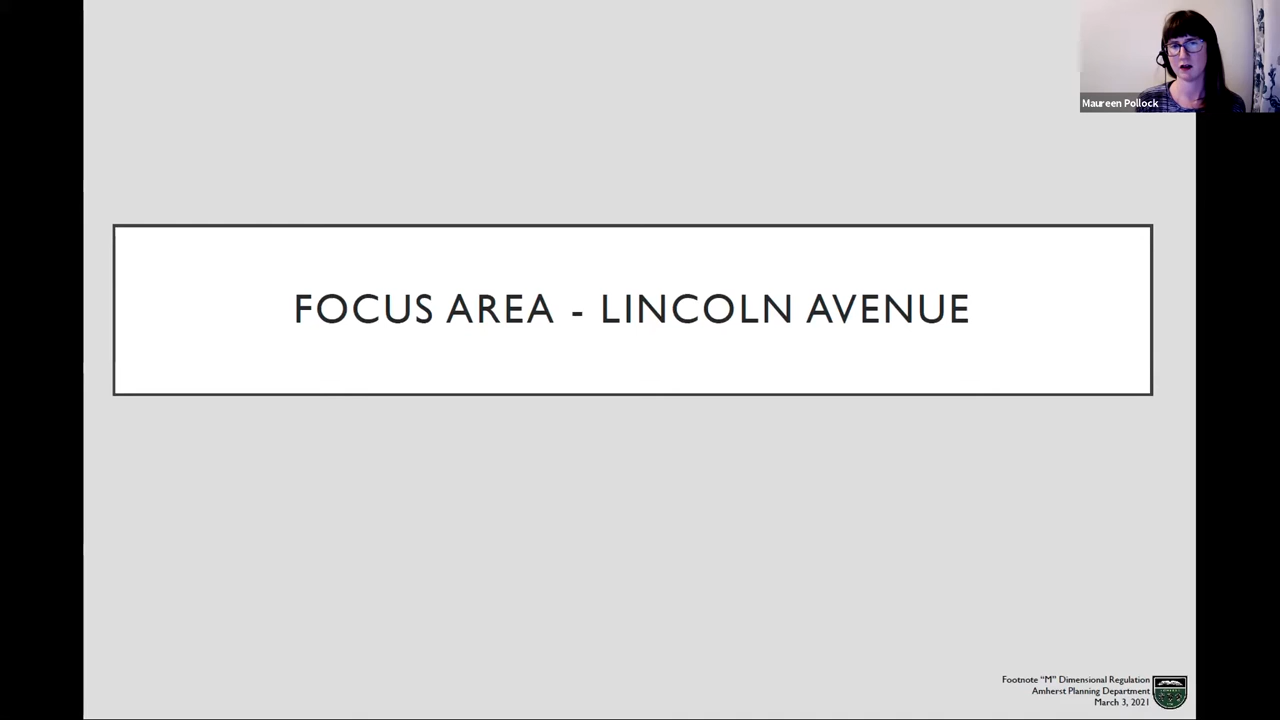 Maureen Pollock
FOCUS AREA - LINCOLN AVENUE
Footnote “M” Dimensional Regulation
Amherst Planning Department
March 3, 2021